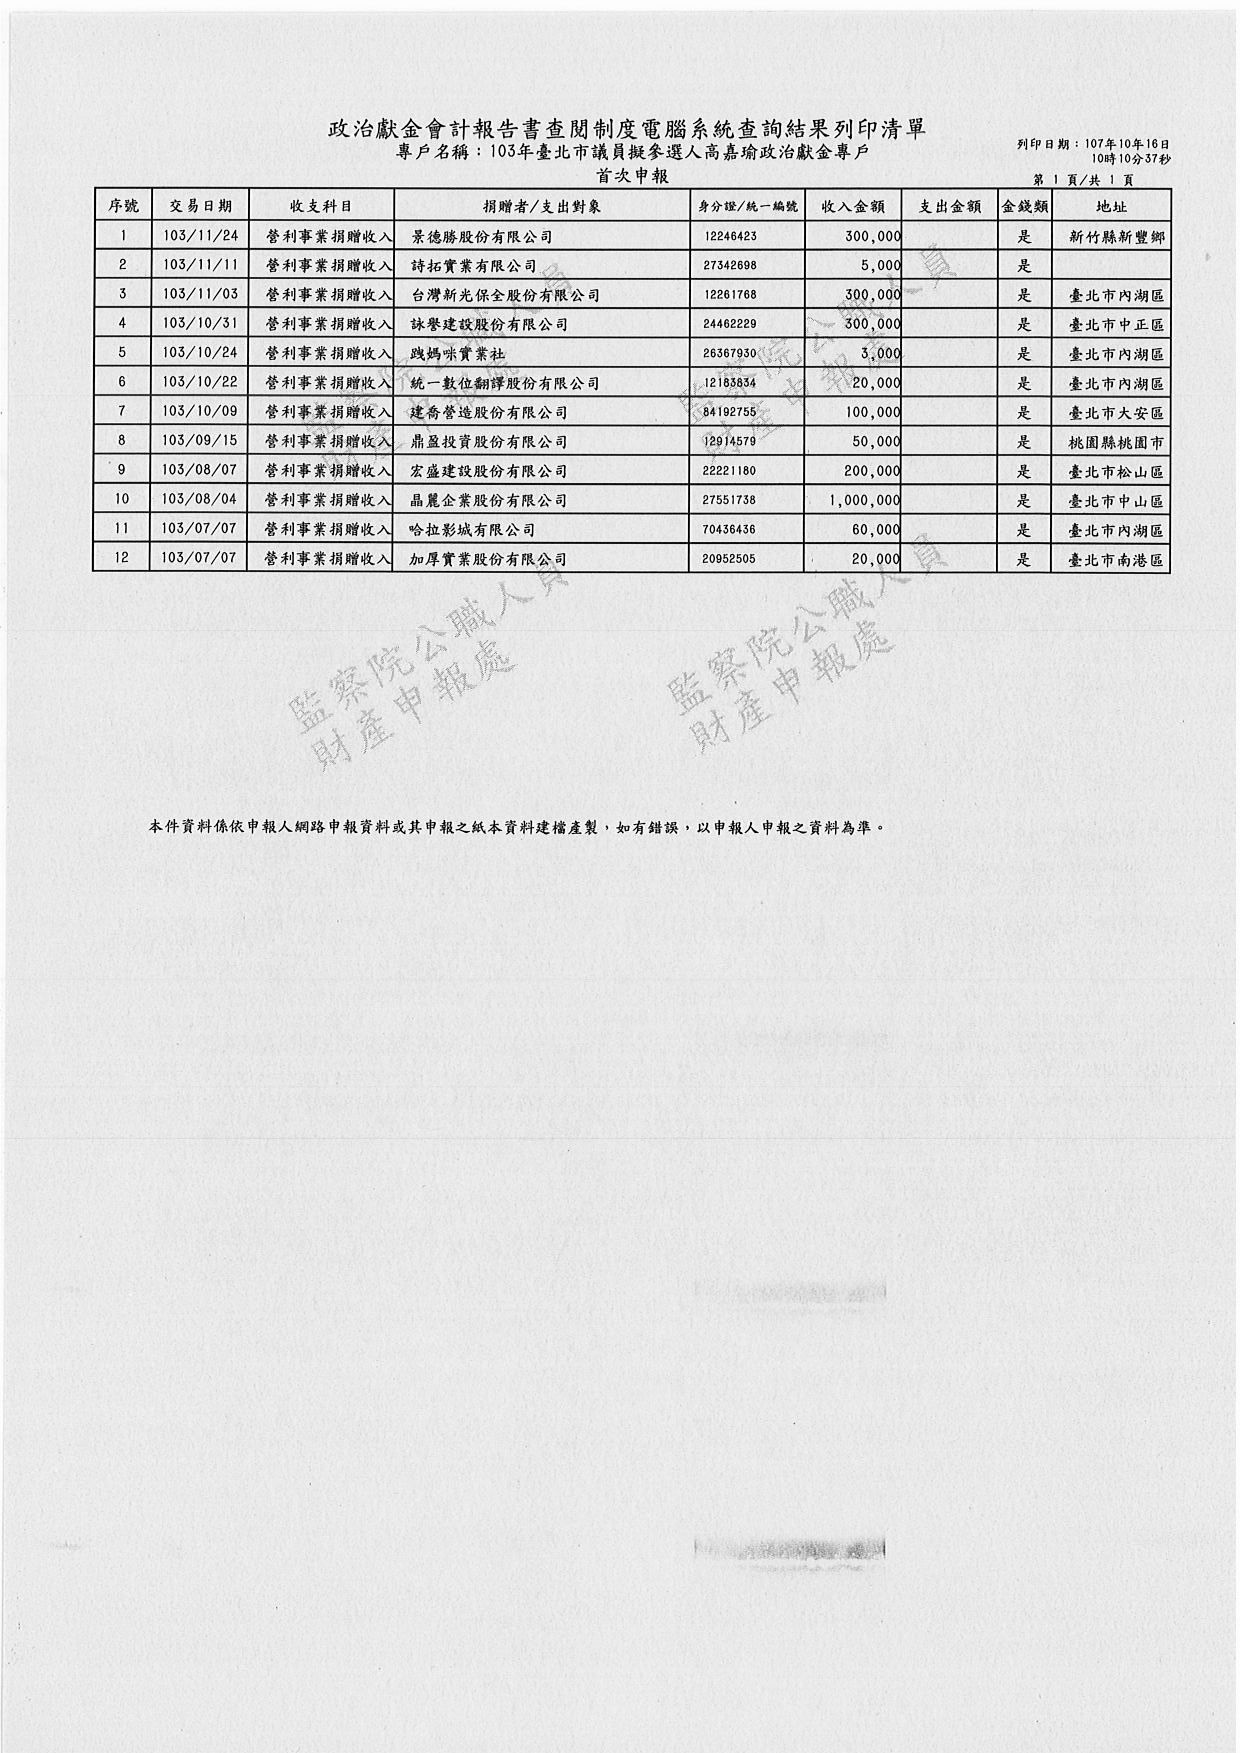 政治獻金會計報告書查閱制度電腦系統查詢結果列印清單
專戶名稱：103年臺北市議員擬參選人高嘉瑜政治獻金專戶
列印日期：107年10年16日
10時10分37秒
首次申報
第 1 頁/共 1 頁
序號 交易日期 收支科目 捐贈者/支出對象 身分證/統一編號 收入金額 支出金額 金錢類 地址
1 103/11/24 營利事業捐贈收入 景德勝股份有限公司 12246423 300,000 是 新竹縣新豐鄉
2 103/11/11 營利事業捐贈收入 詩拓實業有限公司 27342698 5,000 是
3 103/11/03 營利事業捐贈收入 台灣新光保全股份有限公司 12261768 300,000 是 臺北市內湖區
4 103/10/31 營利事業捐贈收入 詠譽建設股份有限公司 24462229 300,000 是 臺北市中正區
5 103/10/24 營利事業捐贈收入 跩媽咪實業社 26367930 3,000 是 臺北市內湖區
6 103/10/22 營利事業捐贈收入 統一數位翻譯股份有限公司 12183834 20,000 是 臺北市內湖區
7 103/10/09 營利事業捐贈收入 建喬營造股份有限公司 84192755 100,000 是 臺北市大安區
8 103/09/15 營利事業捐贈收入 鼎盈投資股份有限公司 12914579 50,000 是 桃園縣桃園市
9 103/08/07 營利事業捐贈收入 宏盛建設股份有限公司 22221180 200,000 是 臺北市松山區
10 103/08/04 營利事業捐贈收入 晶麗企業股份有限公司 27551738 1,000,000 是 臺北市中山區
11 103/07/07 營利事業捐贈收入 哈拉影城有限公司 70436436 60,000 是 臺北市內湖區
12 103/07/07 營利事業捐贈收入 加厚實業股份有限公司 20952505 20,000 是 臺北市南港區
監察院公職人員
財產申報處
監察院公職人員
財產申報處
監察院公職人員
財產申報處
監察院公職人員
財產申報處
本件資料係依申報人網路申報資料或其申報之紙本資料建檔產製，如有錯誤，以申報人申報之資料為準。